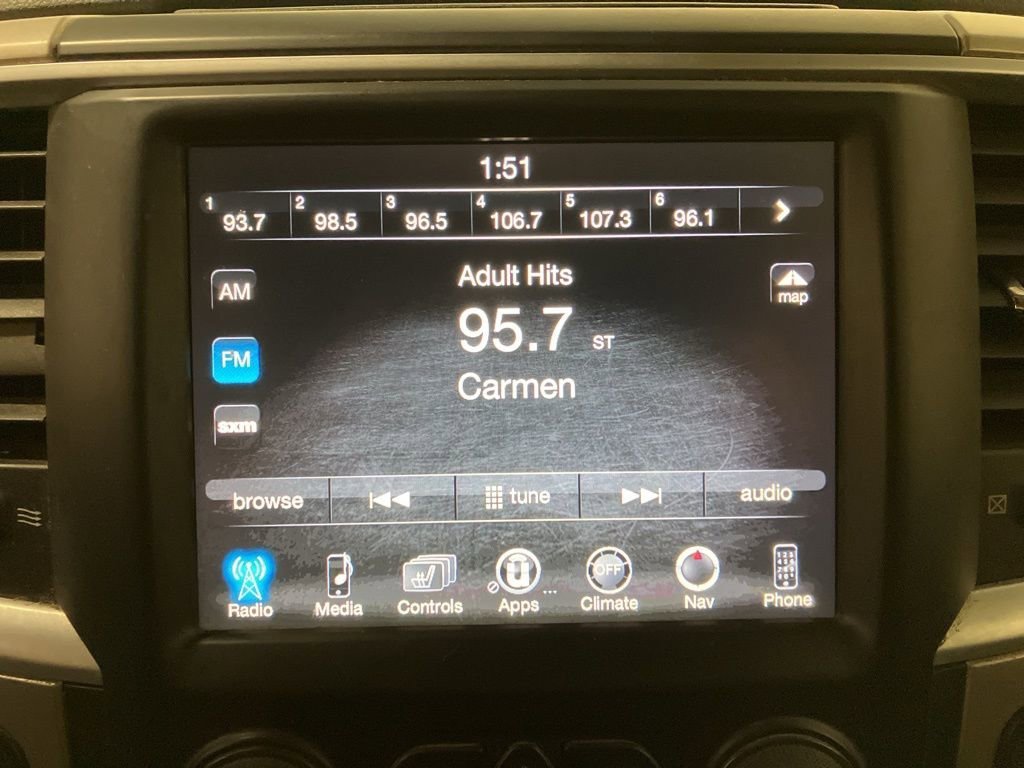 1:51
1 93.7 2 98.5 3 96.5 4 106.7 5 107.3 6 96.1
Adult Hits
AM
map
95.7 ST
FM
Carmen
sxm
browse tune audio
OFF
Radio Media Controls Apps ... Climate Nav Phone